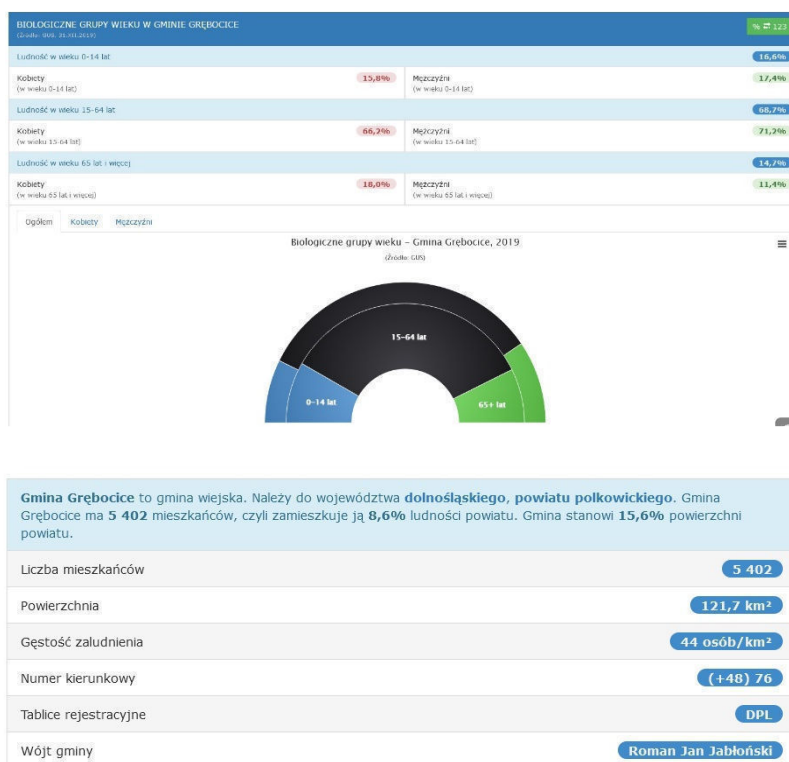 BIOLOGICZNE GRUPY WIEKU W GMINIE GRĘBOCICE
(Źródło: GUS, 31.XII.2019)
% ⇄ 123
Ludność w wieku 0-14 lat 16,6%
Kobiety 15,8% Mężczyźni 17,4%
(w wieku 0-14 lat) (w wieku 0-14 lat)
Ludność w wieku 15-64 lat 68,7%
Kobiety 66,2% Mężczyźni 71,2%
(w wieku 15-64 lat) (w wieku 15-64 lat)
Ludność w wieku 65 lat i więcej 14,7%
Kobiety 18,0% Mężczyźni 11,4%
(w wieku 65 lat i więcej) (w wieku 65 lat i więcej)
Ogółem Kobiety Mężczyźni
Biologiczne grupy wieku - Gmina Grębocice, 2019
(Źródło: GUS)
15-64 lat
0-14 lat
65+ lat
Gmina Grębocice to gmina wiejska. Należy do województwa dolnośląskiego, powiatu polkowickiego. Gmina
Grębocice ma 5 402 mieszkańców, czyli zamieszkuje ją 8,6% ludności powiatu. Gmina stanowi 15,6% powierzchni
powiatu.
Liczba mieszkańców 5 402
Powierzchnia 121,7 km²
Gęstość zaludnienia 44 osób/km²
Numer kierunkowy (+48) 76
Tablice rejestracyjne DPL
Wójt gminy Roman Jan Jabłoński